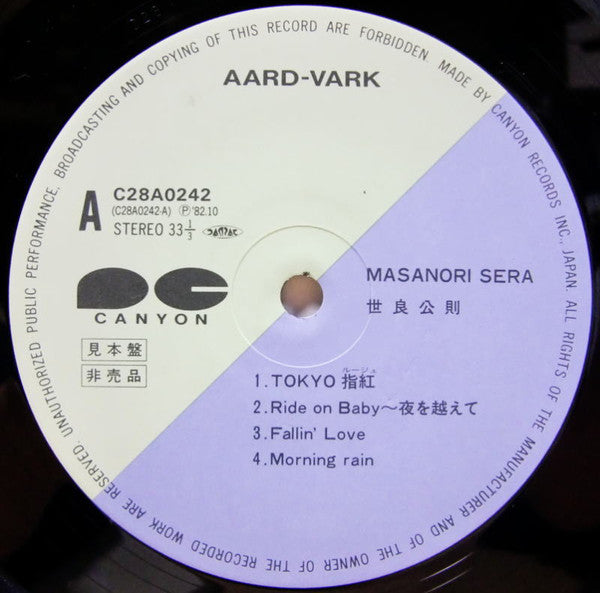 UNAUTHORIZED PUBLIC PERFORMANCE, BROADCASTING AND COPYING OF THIS RECORD ARE FORBIDDEN. MADE BY CANYON RECORDS INC., JAPAN. ALL RIGHTS OF THE MANUFACTURER AND OF THE OWNER OF THE RECORDED WORK ARE RESERVED.
AARD-VARK
A
C28A0242
(C28A0242-A) Ⓟ '82.10
STEREO 33 1/3 JASRAC
CANYON
見本盤
非売品
MASANORI SERA
世良公則
ルージュ
1.TOKYO 指紅
2.Ride on Baby〜夜を越えて
3.Fallin' Love
4.Morning rain